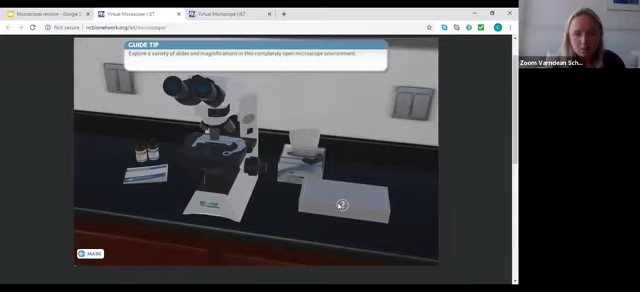 Microscopes revision - Google S
Virtual Microscope | iET
Virtual Microscope | iET
Not secure | ncbionetwork.org/iet/microscope/
GUIDE TIP
Explore a variety of slides and magnifications in this completely open microscope environment.
?
MAIN
Zoom Varndean Sch...